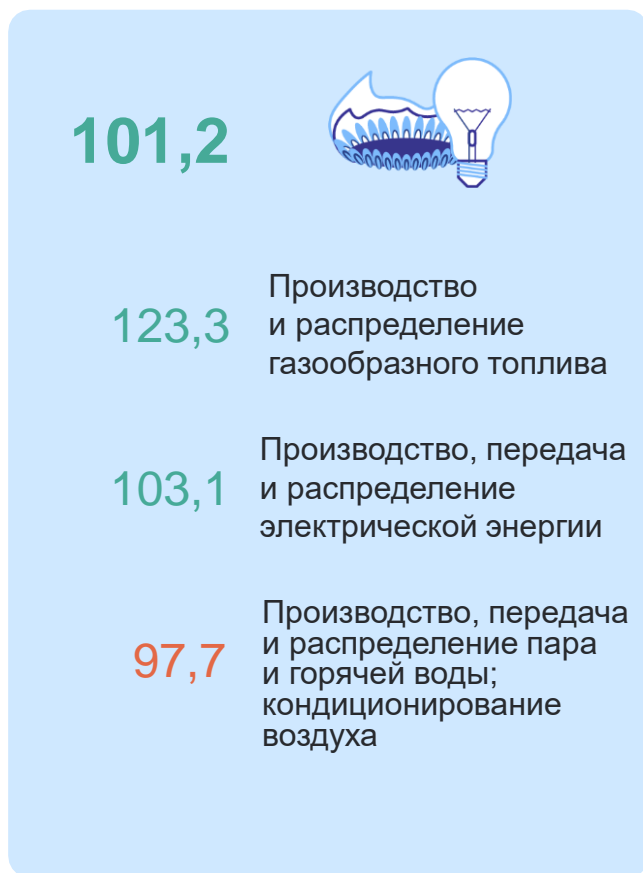 101,2
123,3
Производство
и распределение
газообразного топлива
103,1
Производство, передача
и распределение
электрической энергии
97,7
Производство, передача
и распределение пара
и горячей воды;
кондиционирование
воздуха